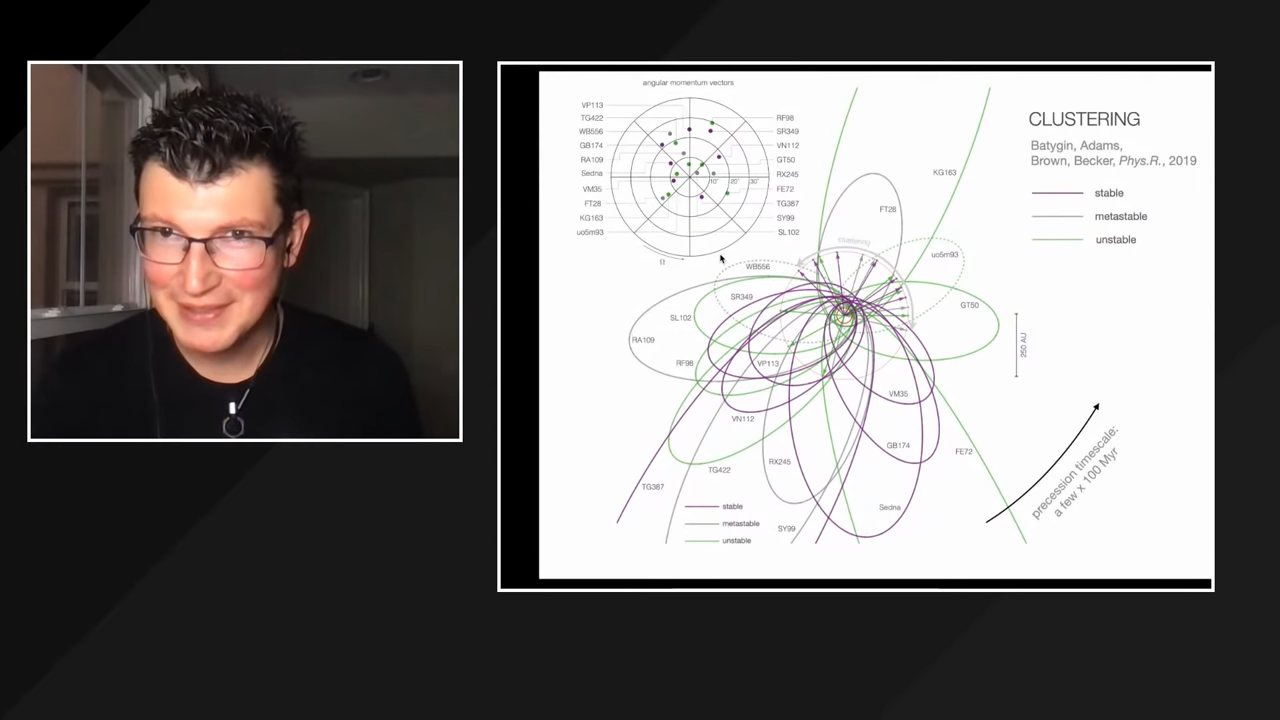 angular momentum vectors
VP113
TG422
WB556
GB174
RA109
Sedna
VM35
FT28
KG163
uo5m93
RF98
SR349
VN112
GT50
RX245
FE72
TG387
SY99
SL102
10°
20°
30°
Ω
CLUSTERING
Batygin, Adams,
Brown, Becker, Phys.R., 2019
stable
metastable
unstable
KG163
FT28
clustering
uo5m93
WB556
SR349
SL102
GT50
RA109
250 AU
RF98
VP113
VM35
VN112
GB174
FE72
RX245
TG422
TG387
Sedna
SY99
stable
metastable
unstable
precession timescale:
a few x 100 Myr